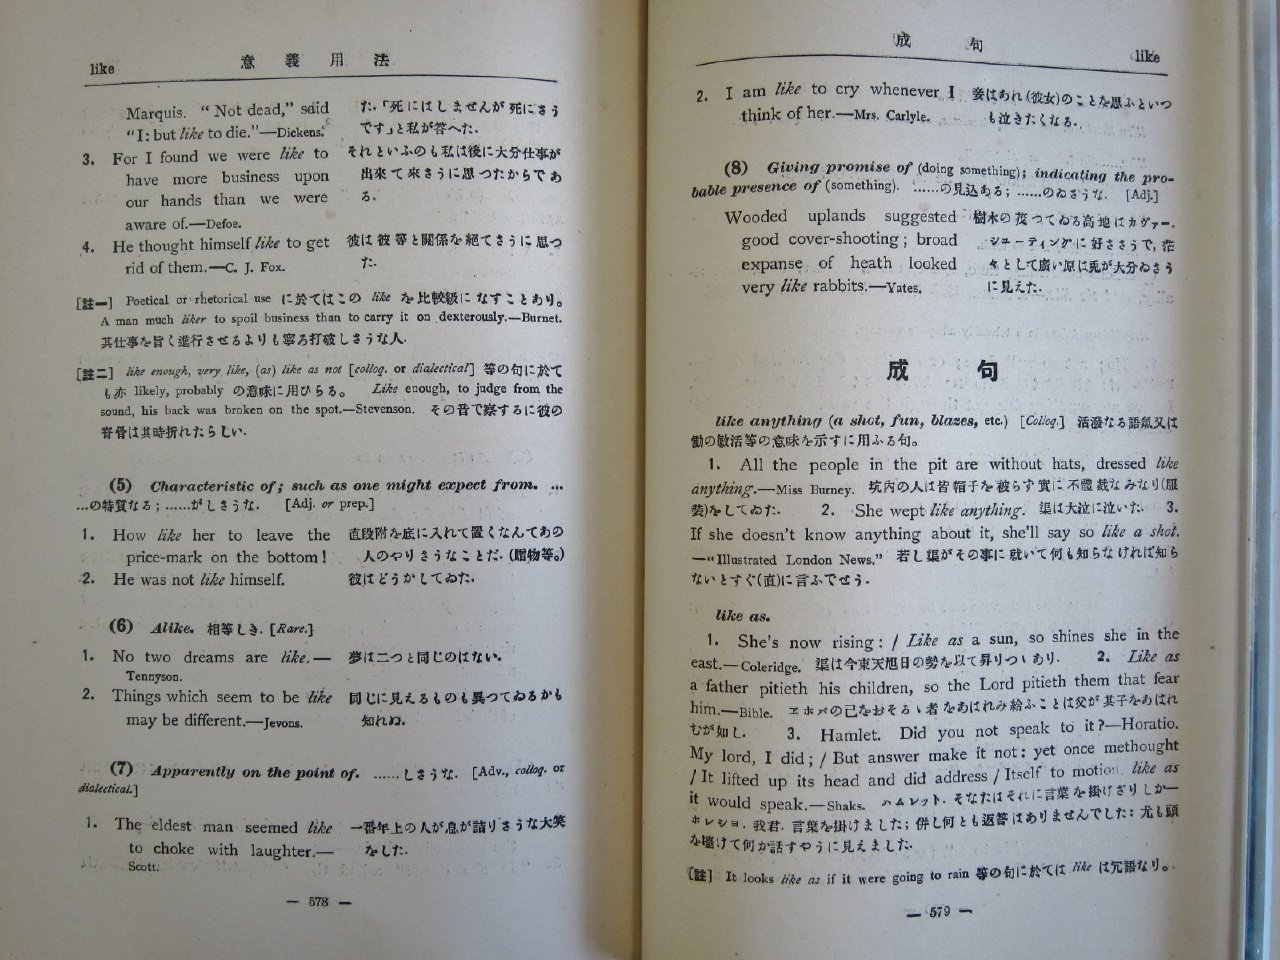 like 意義用法
Marquis. “Not dead,” said た.「死にはしませんが死にさう
“I: but like to die.”—Dickens. です」と私が答へた.
3. For I found we were like to それといふのも私は後に大分仕事が
have more business upon 出來て來さうに思つたからであ
our hands than we were る.
aware of.—Defoe.
4. He thought himself like to get 彼は彼等と關係を絕てさうに思つ
rid of them.—C. J. Fox. た.
[註一] Poetical or rhetorical use に於てはこの like を比較級になすことあり。
A man much liker to spoil business than to carry it on dexterously.—Burnet.
其仕事を旨く進行させるよりも寧ろ打破しさうな人.
[註二] like enough, very like, (as) like as not [colloq. or dialectical] 等の句に於て
も亦 likely, probably の意味に用ひらる。 Like enough, to judge from the
sound, his back was broken on the spot.—Stevenson. その音で察するに彼の
脊骨は其時折れたらしい.
(5) Characteristic of; such as one might expect from. ...
...の特質なる; ......がしさうな. [Adj. or prep.]
1. How like her to leave the 直段附を底に入れて置くなんてあの
price-mark on the bottom! 人のやりさうなことだ. (贈物等。)
2. He was not like himself. 彼はどうかしてゐた.
(6) Alike. 相等しき. [Rare.]
1. No two dreams are like.— 夢は二つと同じのはない.
Tennyson.
2. Things which seem to be like 同じに見えるものも異つてゐるかも
may be different.—Jevons. 知れぬ.
(7) Apparently on the point of. ......しさうな. [Adv., colloq. or
dialectical.]
1. The eldest man seemed like 一番年上の人が息が詰りさうな大笑
to choke with laughter.— をした.
Scott.
— 578 —
成句 like
2. I am like to cry whenever I 妾はあれ(彼女)のことを思ふといつ
think of her.—Mrs. Carlyle. も泣きたくなる.
(8) Giving promise of (doing something); indicating the pro-
bable presence of (something). ......の見込ある; ......のゐさうな. [Adj.]
Wooded uplands suggested 樹木の茂つてゐる高地はカヴァー.
good cover-shooting; broad シューティングに好ささうで, 茫
expanse of heath looked 々として廣い原は兎が大分ゐさう
very like rabbits.—Yates. に見えた.
成句
like anything (a shot, fun, blazes, etc.) [Colloq.] 活潑なる語氣又は
働の敏活等の意味を示すに用ふる句。
1. All the people in the pit are without hats, dressed like
anything.—Miss Burney. 坑內の人は皆帽子を被らず實に不體裁なみなり(服
裝)をしてゐた. 2. She wept like anything. 渠は大泣に泣いた. 3.
If she doesn't know anything about it, she'll say so like a shot.
—“Illustrated London News.” 若し渠がその事に就いて何も知らなければ知ら
ないとすぐ(直)に言ふでせう.
like as.
1. She's now rising: / Like as a sun, so shines she in the
east.—Coleridge. 渠は今東天旭日の勢を以て昇りつゝあり. 2. Like as
a father pitieth his children, so the Lord pitieth them that fear
him.—Bible. ヱホバの己をおそるゝ者をあはれみ給ふことは父が其子をあはれ
むが如し. 3. Hamlet. Did you not speak to it?—Horatio.
My lord, I did; / But answer make it not: yet once methought
/ It lifted up its head and did address / Itself to motion like as
it would speak.—Shaks. ハムレット. そなたはそれに言葉を掛けざりしか—
ホレショ. 我君. 言葉を掛けました; 併し何とも返答はありませんでした: 尤も頭
を擡げて何か話すやうに見えました.
[註] It looks like as if it were going to rain 等の句に於ては like は冗語なり。
— 579 —